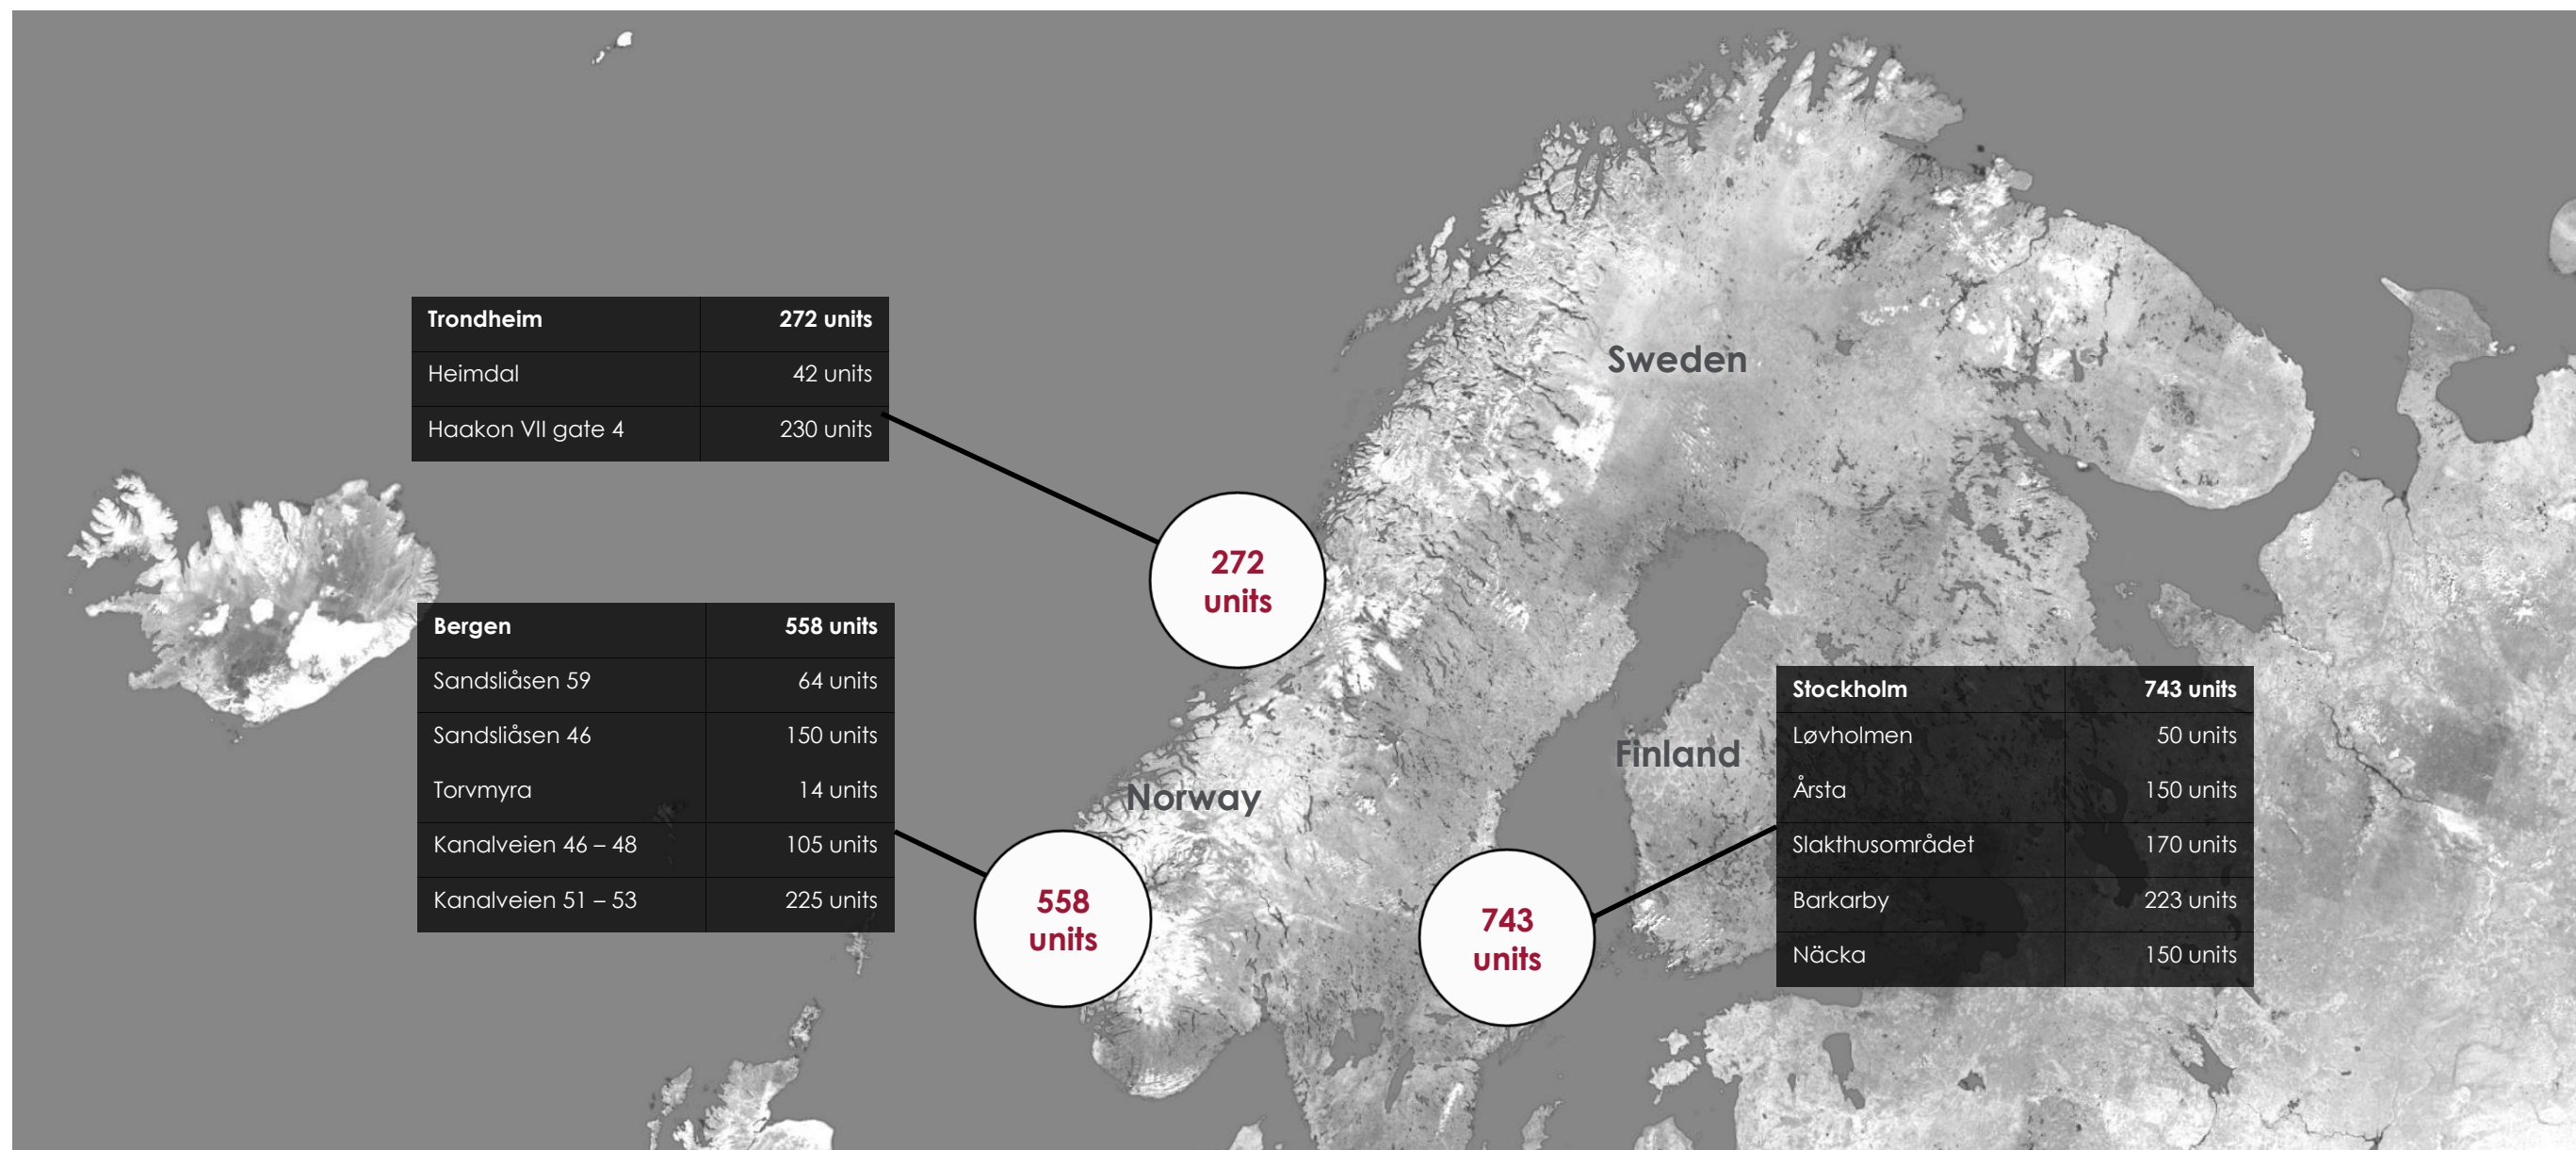 Sweden
Trondheim 272 units
Heimdal 42 units
Haakon VII gate 4 230 units
272
units
Bergen 558 units
Sandsliåsen 59 64 units
Sandsliåsen 46 150 units
Torvmyra 14 units
Kanalveien 46 – 48 105 units
Kanalveien 51 – 53 225 units
Norway
558
units
Finland
743
units
Stockholm 743 units
Løvholmen 50 units
Årsta 150 units
Slakthusområdet 170 units
Barkarby 223 units
Näcka 150 units